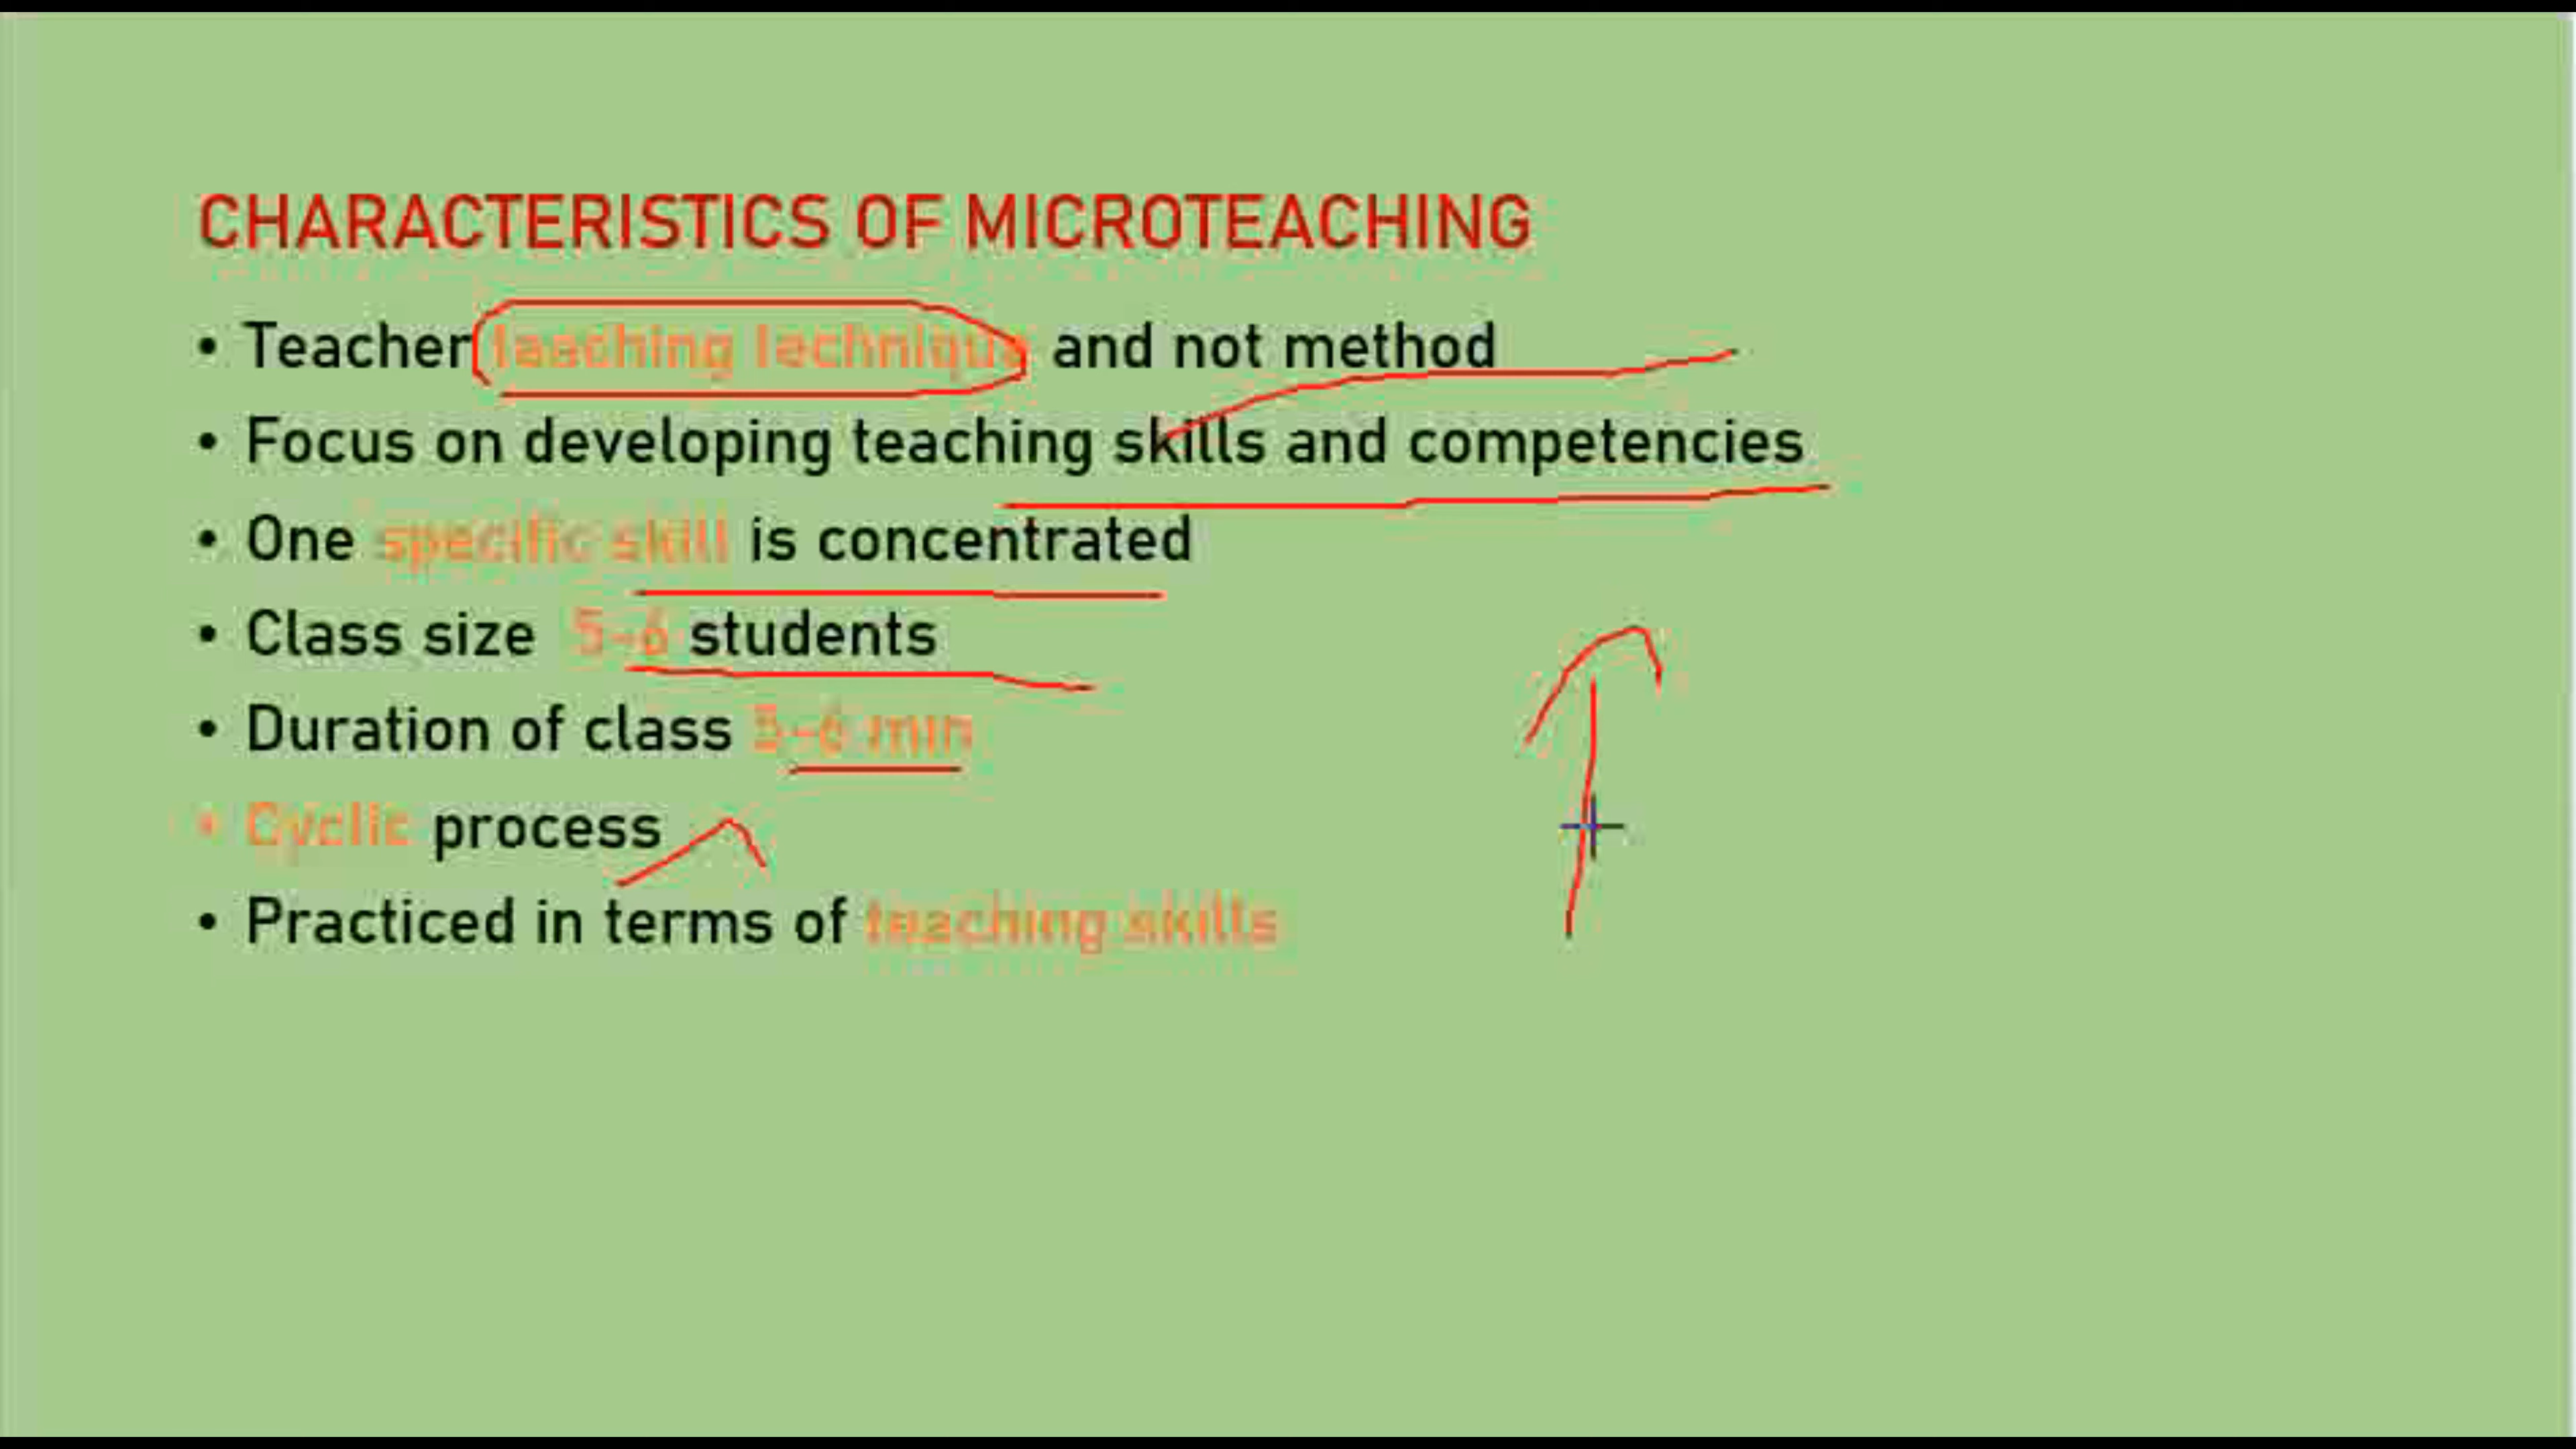 CHARACTERISTICS OF MICROTEACHING
• Teacher teaching technique and not method
• Focus on developing teaching skills and competencies
• One specific skill is concentrated
• Class size 5-6 students
• Duration of class 5-6 min
• Cyclic process
• Practiced in terms of teaching skills